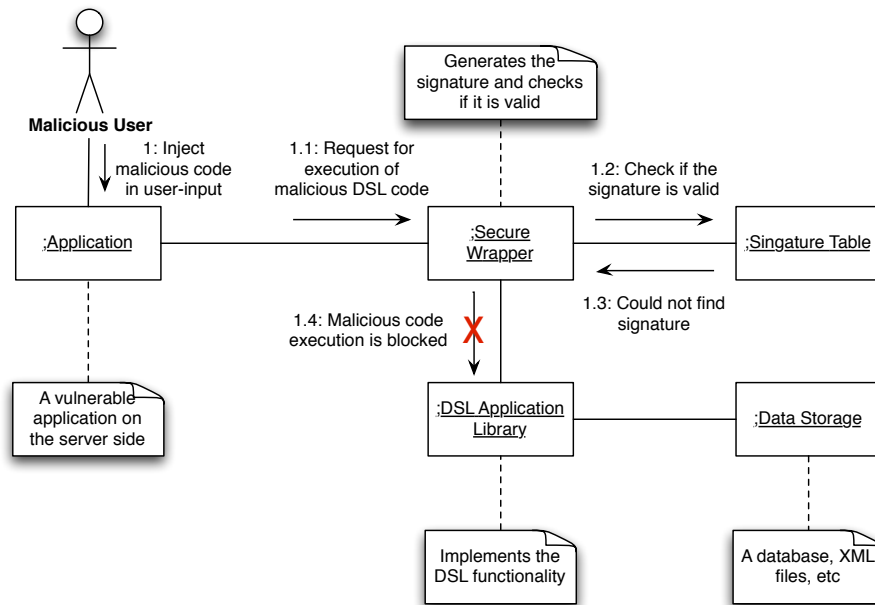 Generates the
signature and checks
if it is valid
Malicious User
1: Inject
malicious code
in user-input
1.1: Request for
execution of
malicious DSL code
1.2: Check if the
signature is valid
;Application
;Secure
Wrapper
;Singature Table
1.3: Could not find
signature
1.4: Malicious code
execution is blocked
X
A vulnerable
application on
the server side
;DSL Application
Library
;Data Storage
Implements the
DSL functionality
A database, XML
files, etc